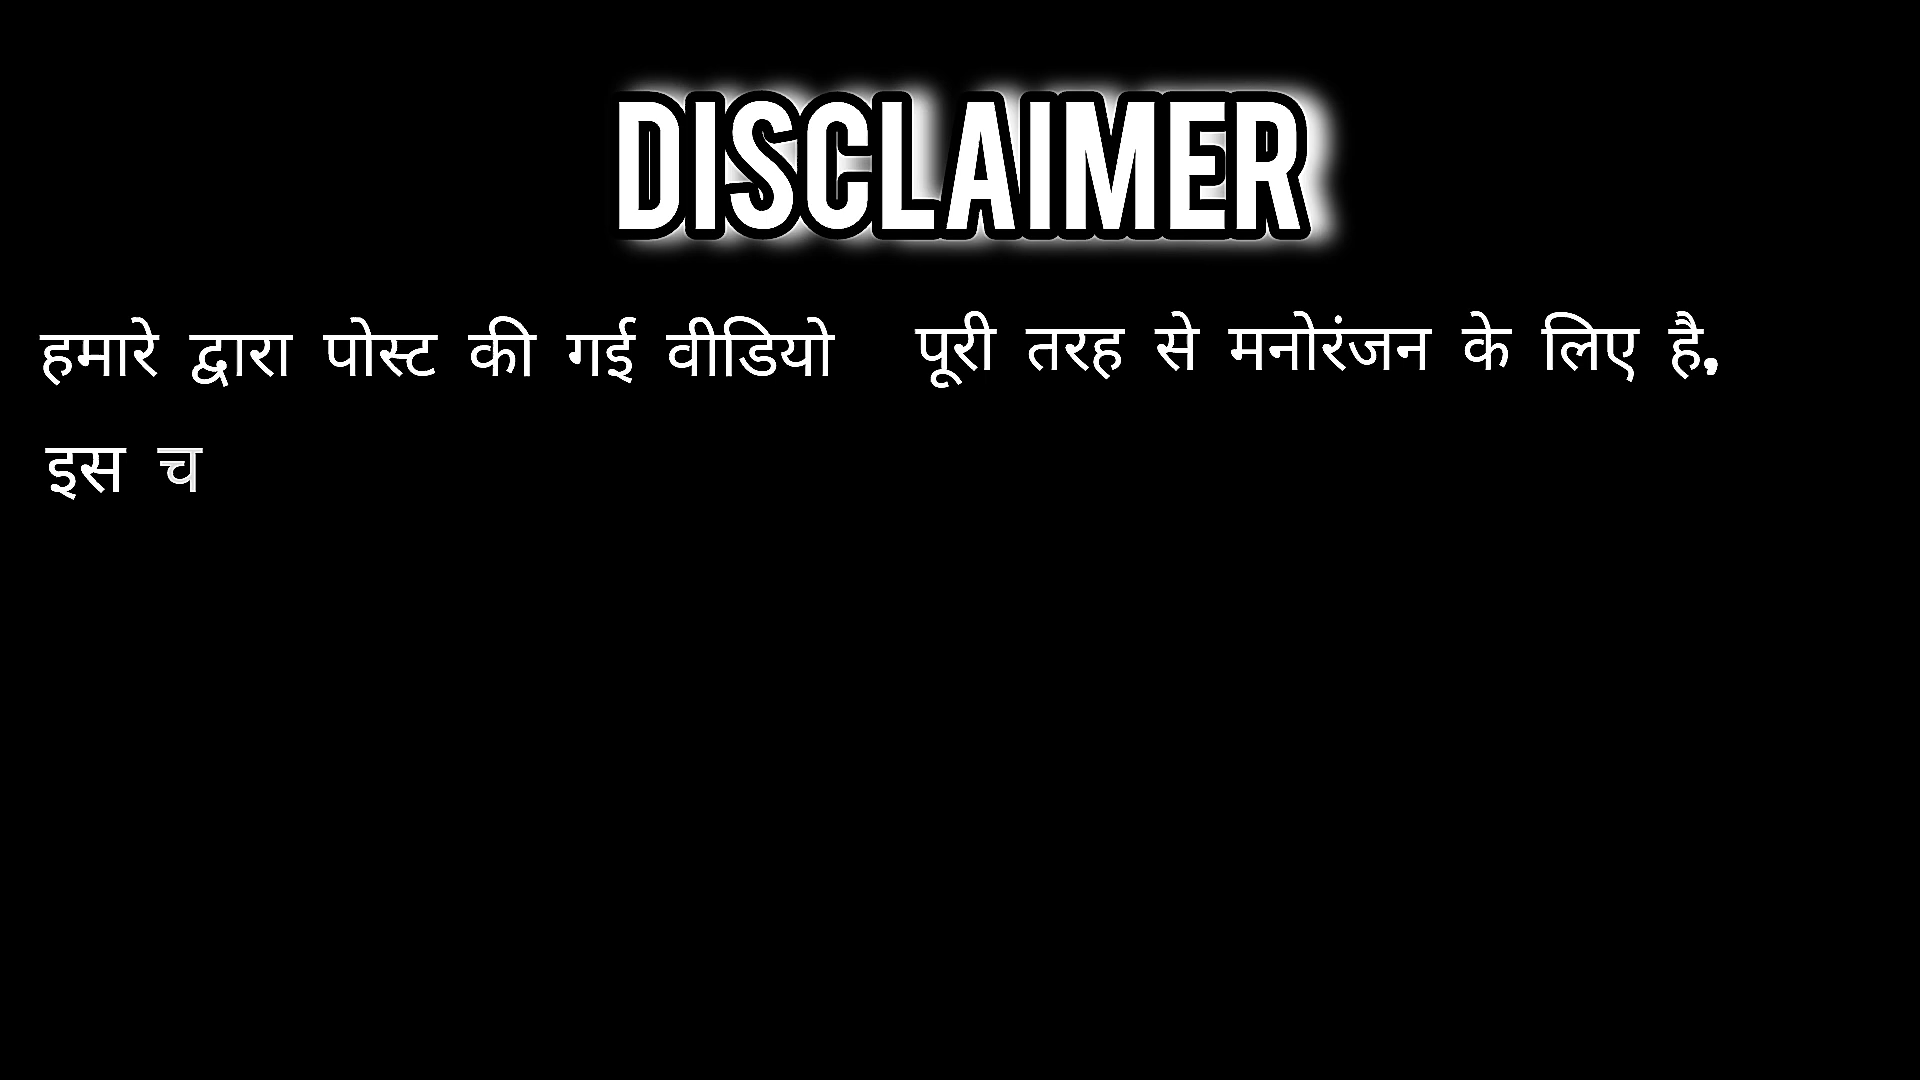 DISCLAIMER
हमारे द्वारा पोस्ट की गई वीडियो पूरी तरह से मनोरंजन के लिए है,
इस च